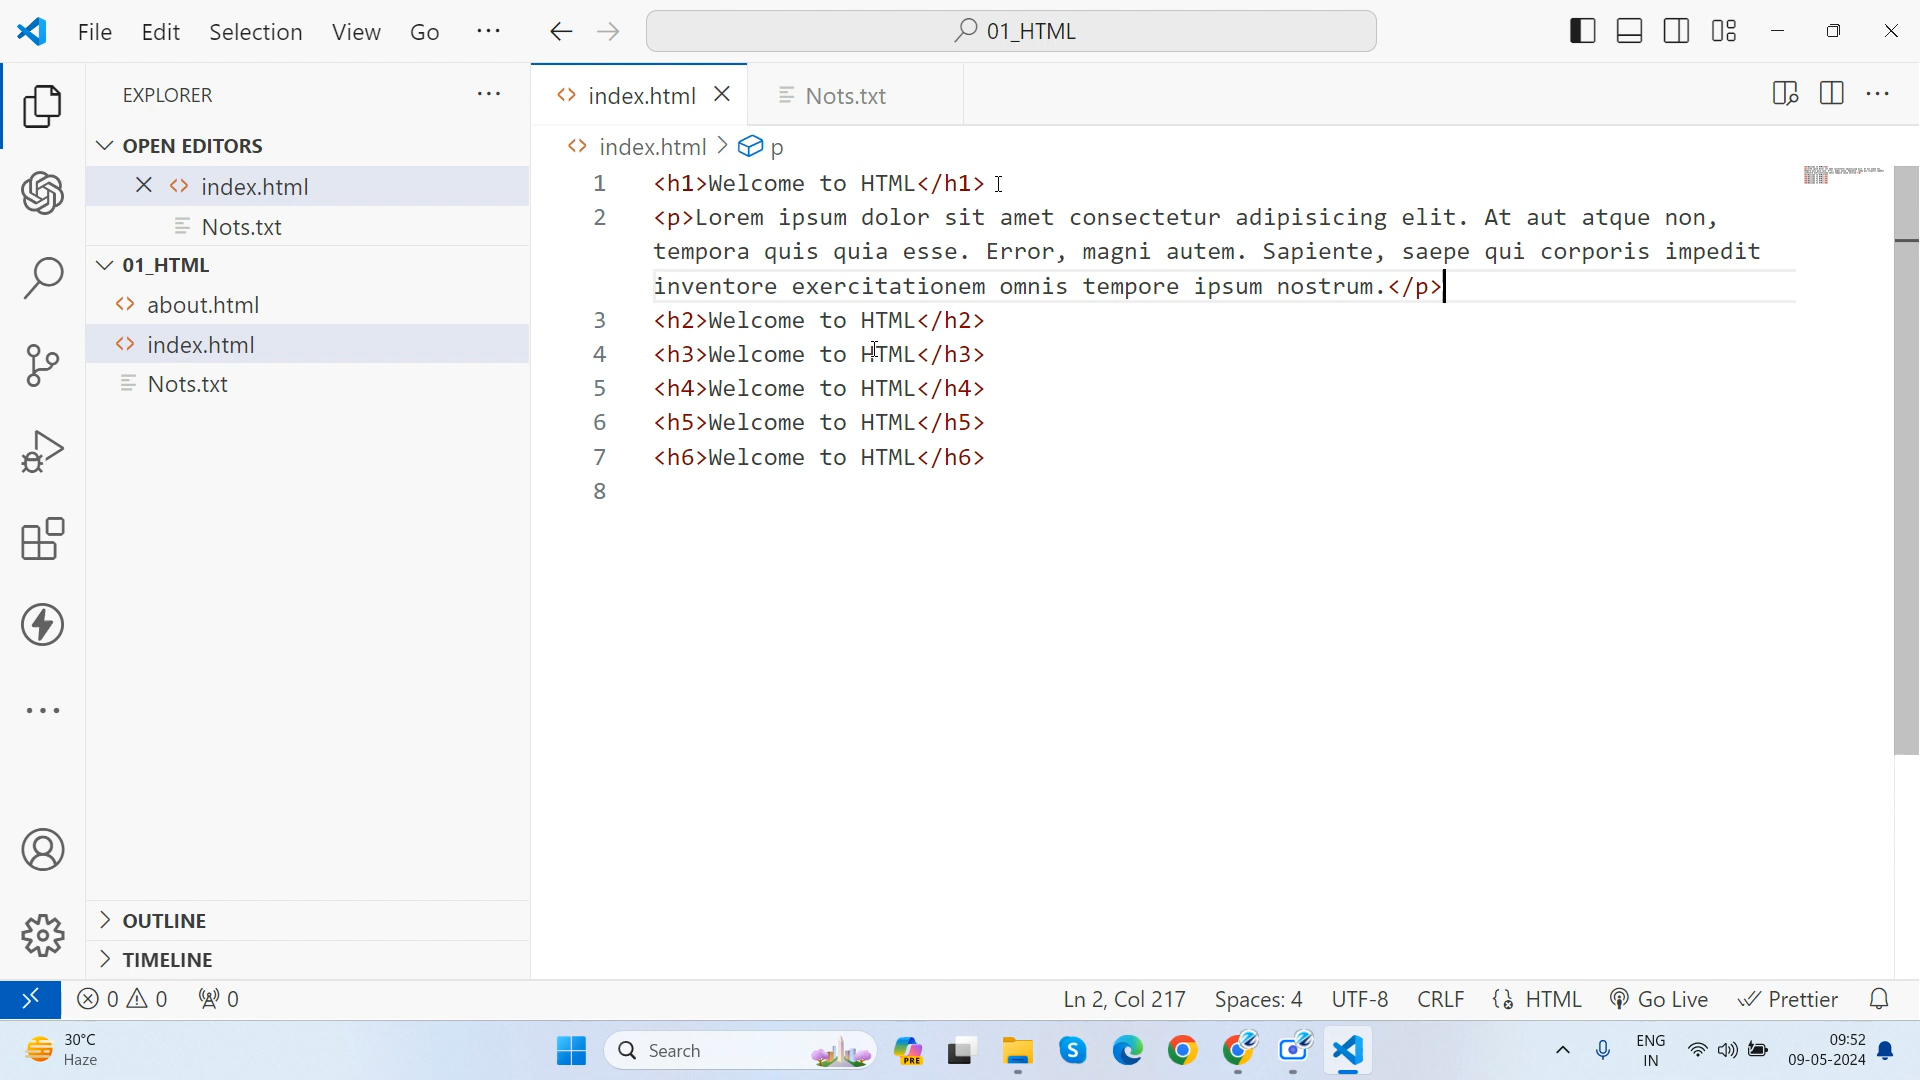 File Edit Selection View Go ··· 01_HTML
EXPLORER ···
OPEN EDITORS
index.html
Nots.txt
01_HTML
about.html
index.html
Nots.txt
OUTLINE
TIMELINE
index.html Nots.txt
index.html > p
1 <h1>Welcome to HTML</h1>
2 <p>Lorem ipsum dolor sit amet consectetur adipisicing elit. At aut atque non,
tempora quis quia esse. Error, magni autem. Sapiente, saepe qui corporis impedit
inventore exercitationem omnis tempore ipsum nostrum.</p>
3 <h2>Welcome to HTML</h2>
4 <h3>Welcome to HTML</h3>
5 <h4>Welcome to HTML</h4>
6 <h5>Welcome to HTML</h5>
7 <h6>Welcome to HTML</h6>
8
0 0 0 Ln 2, Col 217 Spaces: 4 UTF-8 CRLF HTML Go Live Prettier
30°C
Haze
Search
PRE
ENG
IN
09:52
09-05-2024